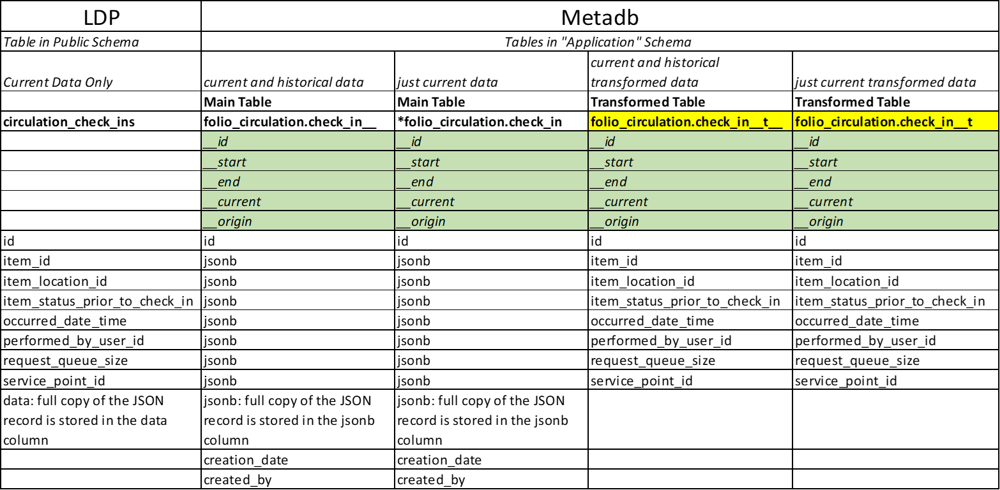 LDP Metadb
Table in Public Schema Tables in "Application" Schema
current and historical
Current Data Only current and historical data just current data transformed data just current transformed data
Main Table Main Table Transformed Table Transformed Table
circulation_check_ins folio_circulation.check_in__ *folio_circulation.check_in folio_circulation.check_in__t__ folio_circulation.check_in__t
__id __id __id __id
__start __start __start __start
__end __end __end __end
__current __current __current __current
__origin __origin __origin __origin
id id id id id
item_id jsonb jsonb item_id item_id
item_location_id jsonb jsonb item_location_id item_location_id
item_status_prior_to_check_in jsonb jsonb item_status_prior_to_check_in item_status_prior_to_check_in
occurred_date_time jsonb jsonb occurred_date_time occurred_date_time
performed_by_user_id jsonb jsonb performed_by_user_id performed_by_user_id
request_queue_size jsonb jsonb request_queue_size request_queue_size
service_point_id jsonb jsonb service_point_id service_point_id
data: full copy of the JSON jsonb: full copy of the JSON jsonb: full copy of the JSON
record is stored in the data record is stored in the jsonb record is stored in the jsonb
column column column
creation_date creation_date
created_by created_by